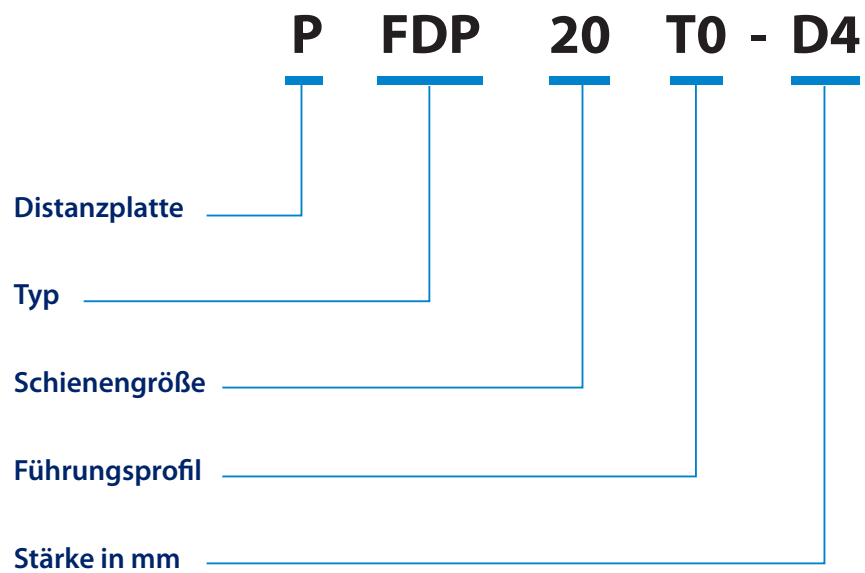 P FDP 20 T0 - D4
Distanzplatte
Typ
Schienengröße
Führungsprofil
Stärke in mm